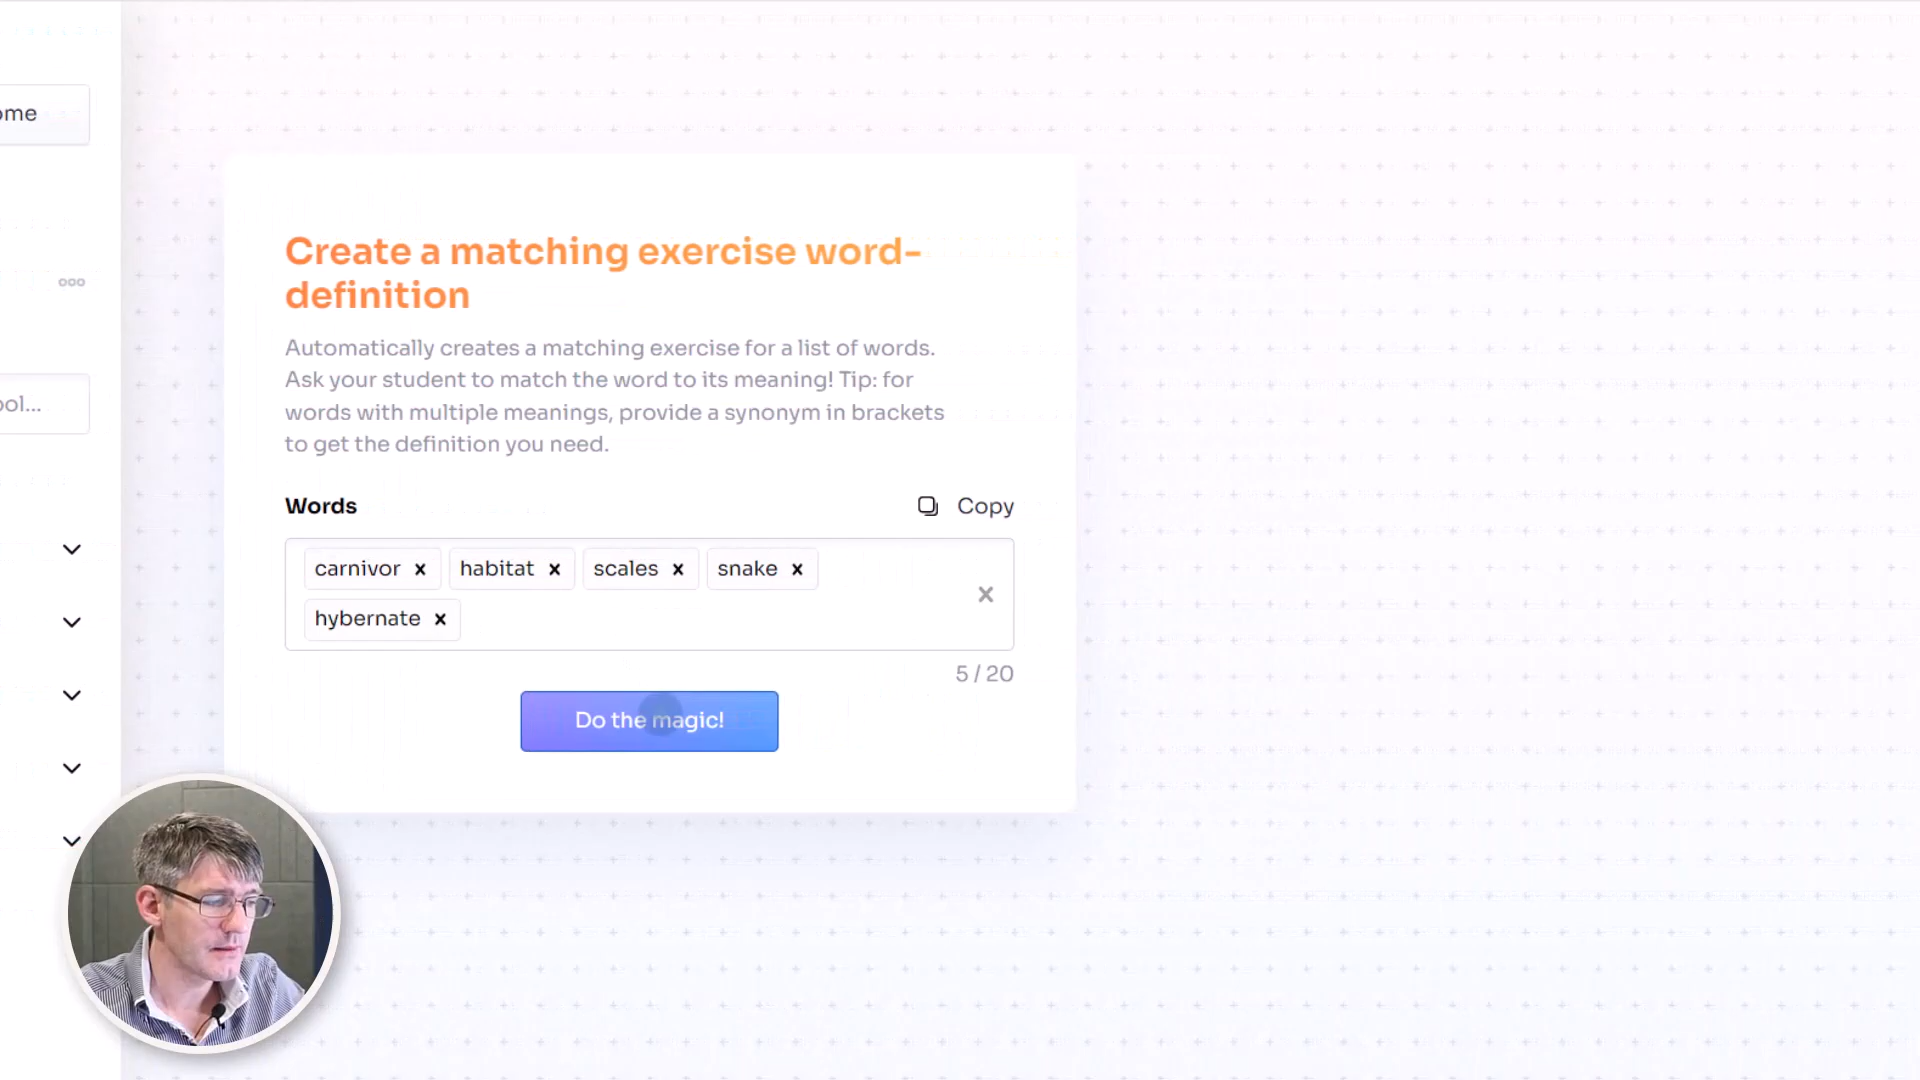 ome
ool...
Create a matching exercise word-
definition
Automatically creates a matching exercise for a list of words.
Ask your student to match the word to its meaning! Tip: for
words with multiple meanings, provide a synonym in brackets
to get the definition you need.
Words
Copy
carnivor x habitat x scales x snake x
hybernate x
5 / 20
Do the magic!